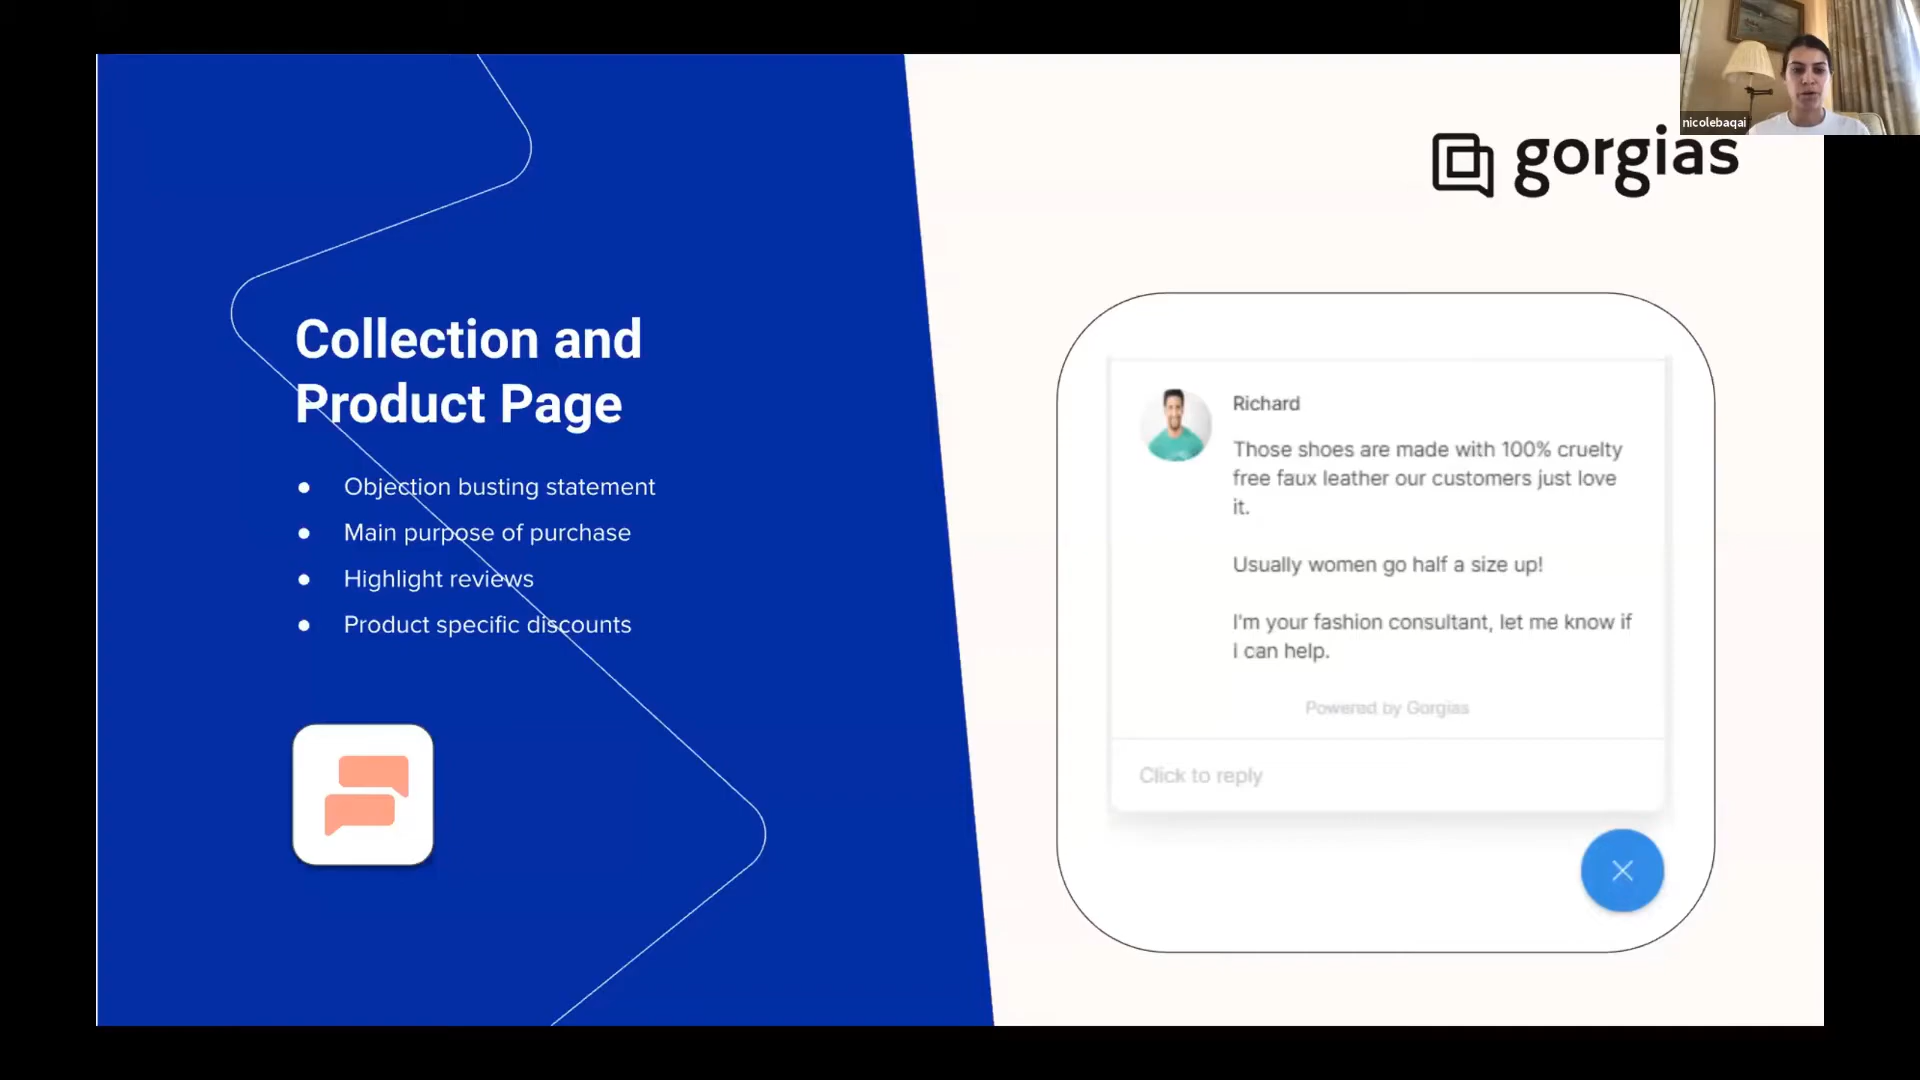 nicolebaqai
gorgias
Collection and
Product Page
● Objection busting statement
● Main purpose of purchase
● Highlight reviews
● Product specific discounts
Richard
Those shoes are made with 100% cruelty
free faux leather our customers just love
it.
Usually women go half a size up!
I'm your fashion consultant, let me know if
I can help.
Powered by Gorgias
Click to reply